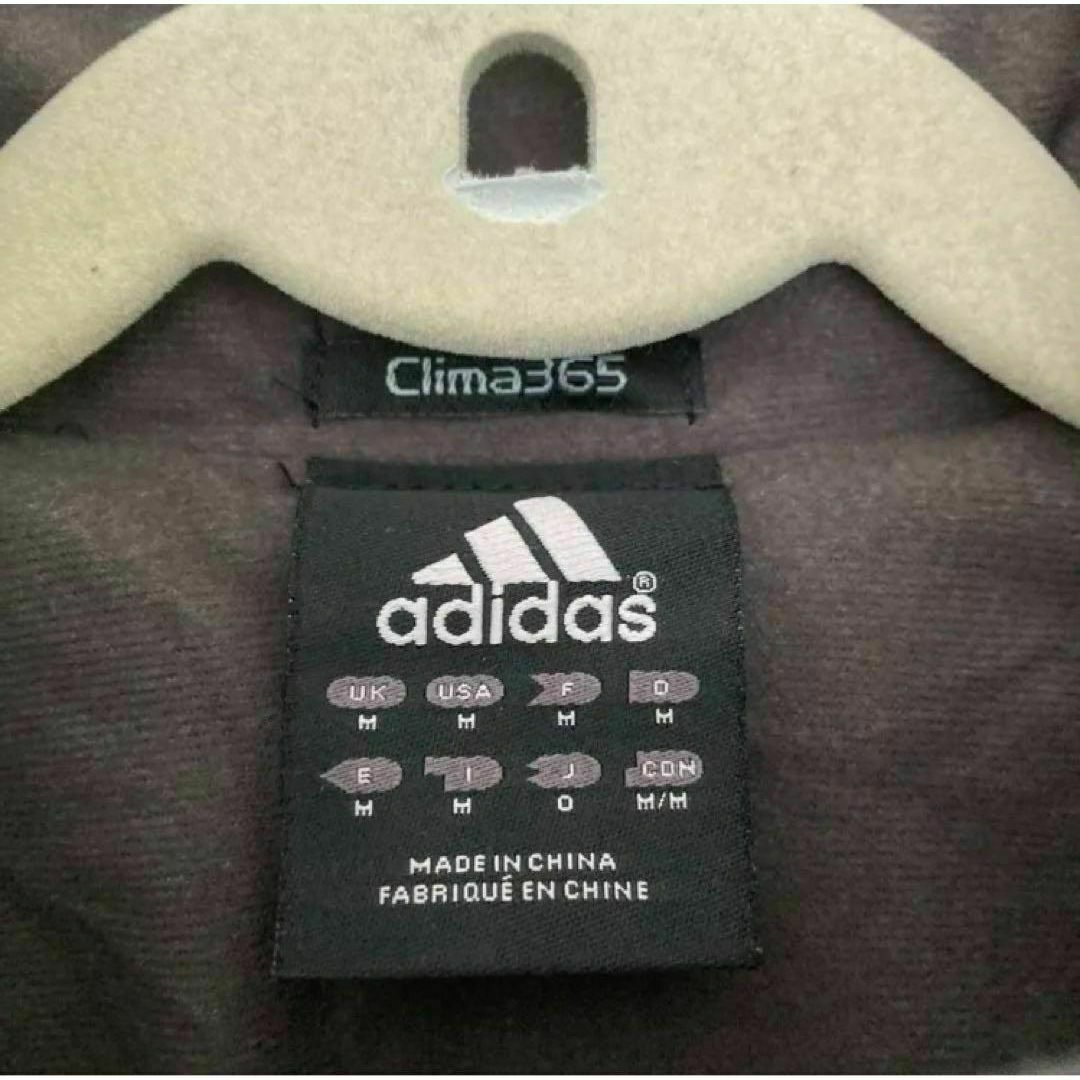 Clima365
adidas®
UK USA F D
M M M M
E I J CDN
M M O M/M
MADE IN CHINA
FABRIQUÉ EN CHINE